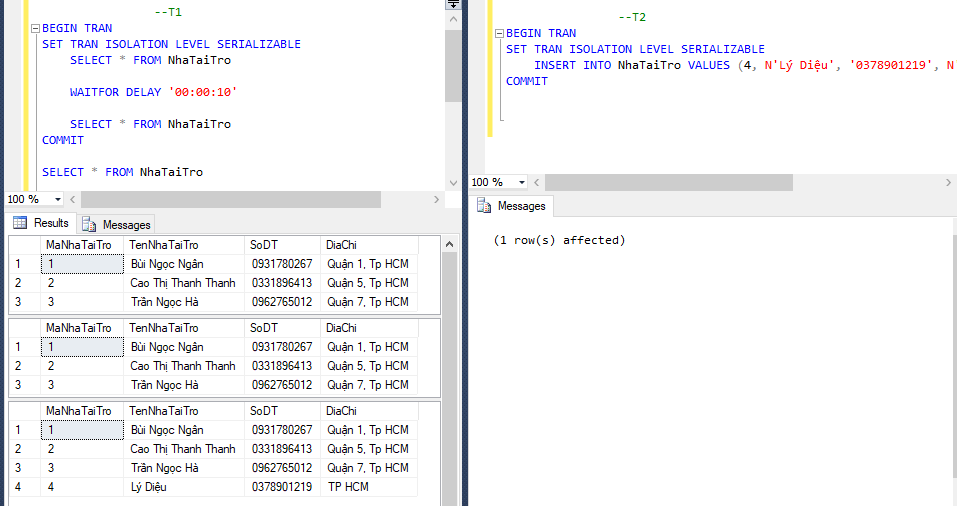 --T1
BEGIN TRAN
SET TRAN ISOLATION LEVEL SERIALIZABLE
SELECT * FROM NhaTaiTro
WAITFOR DELAY '00:00:10'
SELECT * FROM NhaTaiTro
COMMIT
SELECT * FROM NhaTaiTro
100 %
Results Messages
MaNhaTaiTro TenNhaTaiTro SoDT DiaChi
1 1 Bùi Ngọc Ngân 0931780267 Quận 1, Tp HCM
2 2 Cao Thị Thanh Thanh 0331896413 Quận 5, Tp HCM
3 3 Trần Ngọc Hà 0962765012 Quận 7, Tp HCM
MaNhaTaiTro TenNhaTaiTro SoDT DiaChi
1 1 Bùi Ngọc Ngân 0931780267 Quận 1, Tp HCM
2 2 Cao Thị Thanh Thanh 0331896413 Quận 5, Tp HCM
3 3 Trần Ngọc Hà 0962765012 Quận 7, Tp HCM
MaNhaTaiTro TenNhaTaiTro SoDT DiaChi
1 1 Bùi Ngọc Ngân 0931780267 Quận 1, Tp HCM
2 2 Cao Thị Thanh Thanh 0331896413 Quận 5, Tp HCM
3 3 Trần Ngọc Hà 0962765012 Quận 7, Tp HCM
4 4 Lý Diệu 0378901219 TP HCM
--T2
BEGIN TRAN
SET TRAN ISOLATION LEVEL SERIALIZABLE
INSERT INTO NhaTaiTro VALUES (4, N'Lý Diệu', '0378901219', N
COMMIT
100 %
Messages
(1 row(s) affected)